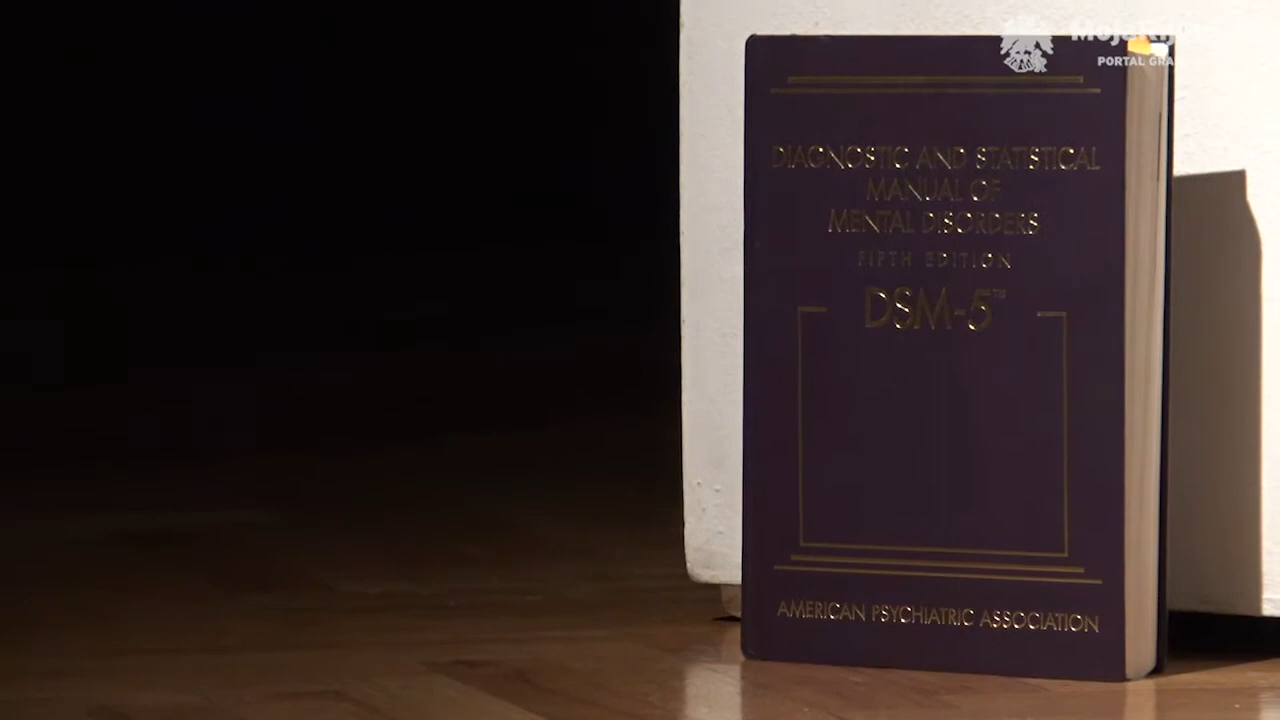 PORTAL
DIAGNOSTIC AND STATISTICAL
MANUAL OF
MENTAL DISORDERS
FIFTH EDITION
DSM-5™
AMERICAN PSYCHIATRIC ASSOCIATION